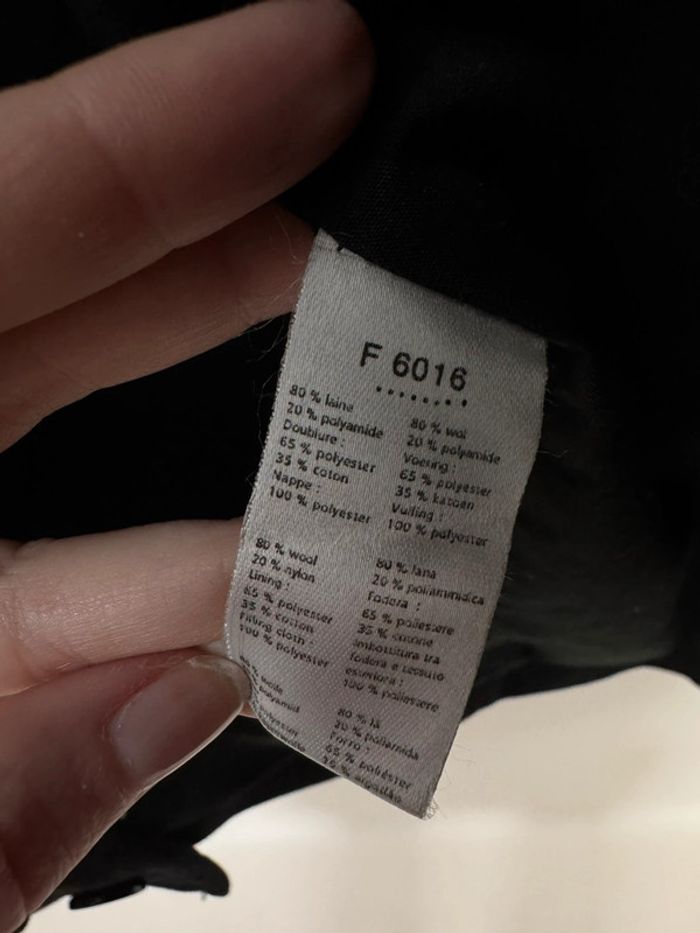 F 6016
80 % laine
20 % polyamide
Doublure :
65 % polyester
35 % coton
Nappe :
100 % polyester
80 % wol
20 % polyamide
Voering :
65 % polyester
35 % katoen
Vulling :
100 % polyester
80 % wool
20 % nylon
Lining :
65 % polyester
35 % cotton
Filling cloth :
100 % polyester
80 % lana
20 % poliammidica
Fodera :
65 % poliestere
35 % cotone
imbottitura tra
fodera e tessuto
esteriore :
100 % poliestere
80 % lã
20 % poliamida
Forro :
65 % poliéster
35 % algodão